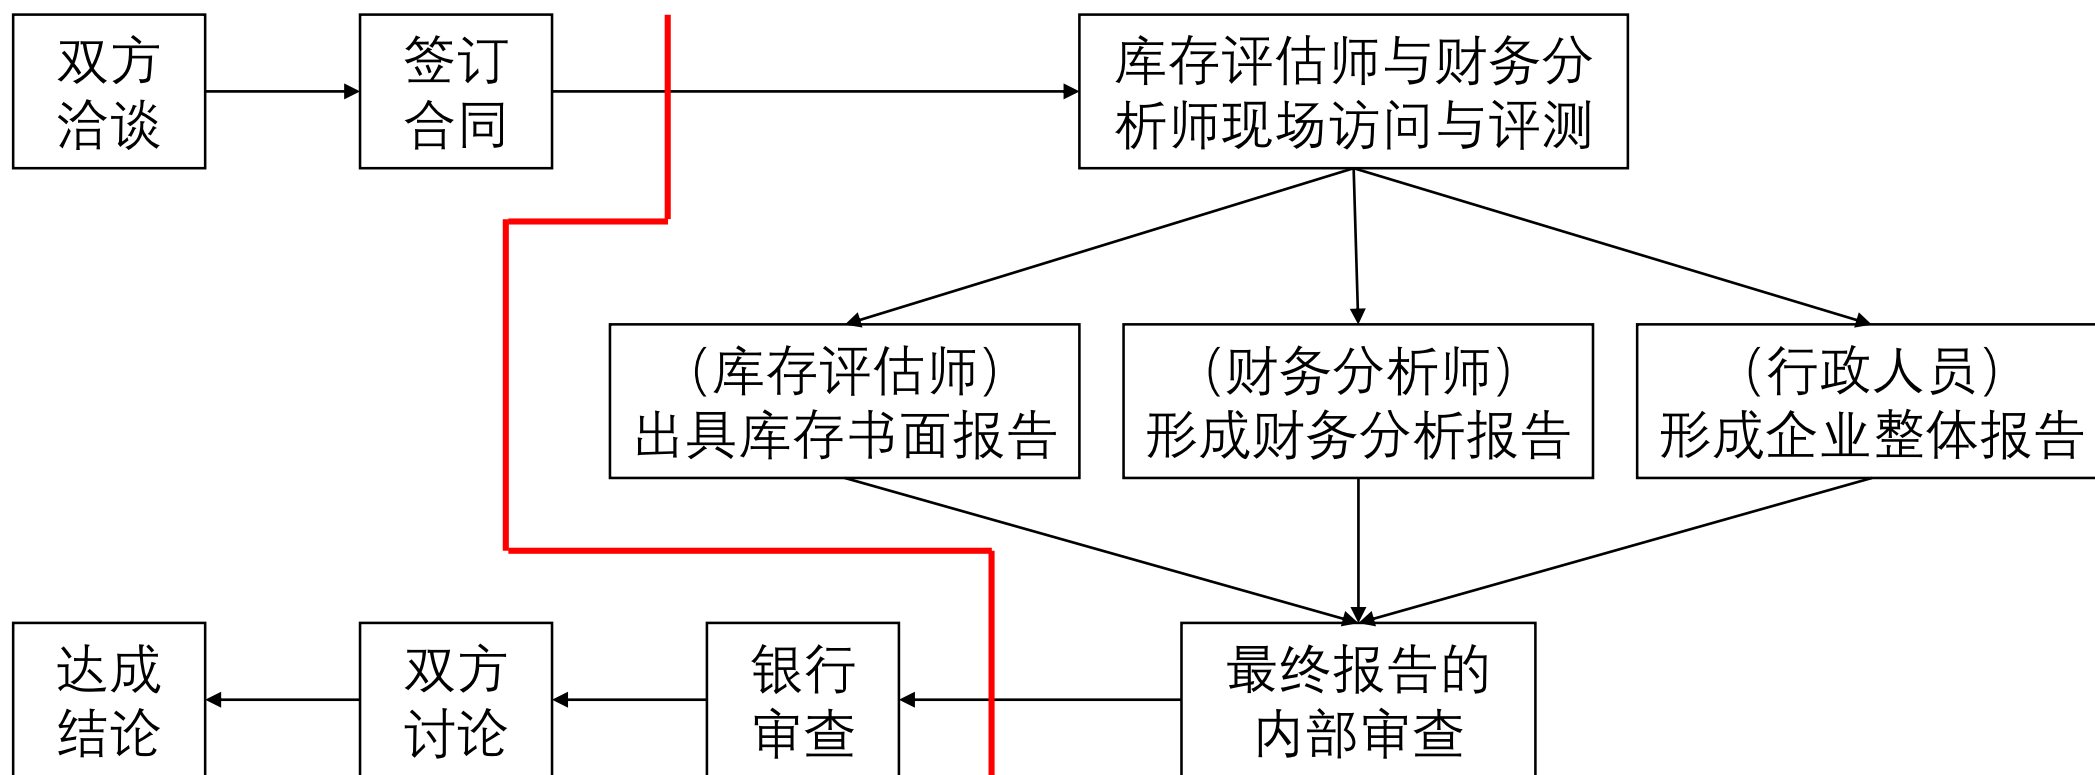 双方
洽谈
签订
合同
库存评估师与财务分
析师现场访问与评测
（库存评估师）
出具库存书面报告
（财务分析师）
形成财务分析报告
（行政人员）
形成企业整体报告
达成
结论
双方
讨论
银行
审查
最终报告的
内部审查